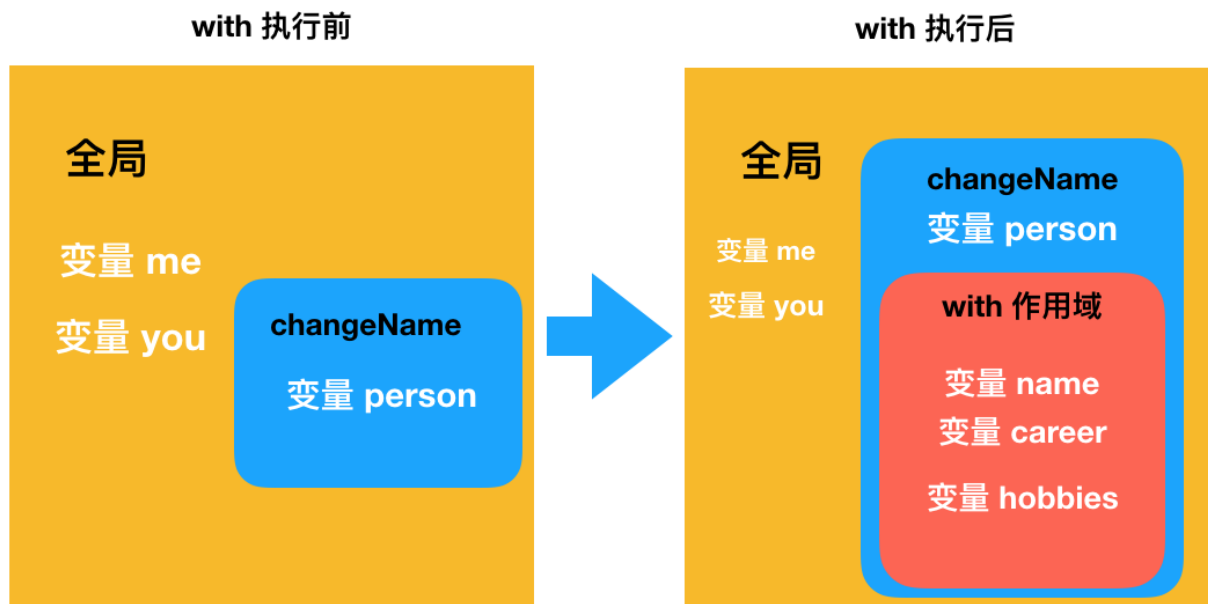 with 执行前
全局
变量 me
变量 you
changeName
变量 person
with 执行后
全局
变量 me
变量 you
changeName
变量 person
with 作用域
变量 name
变量 career
变量 hobbies